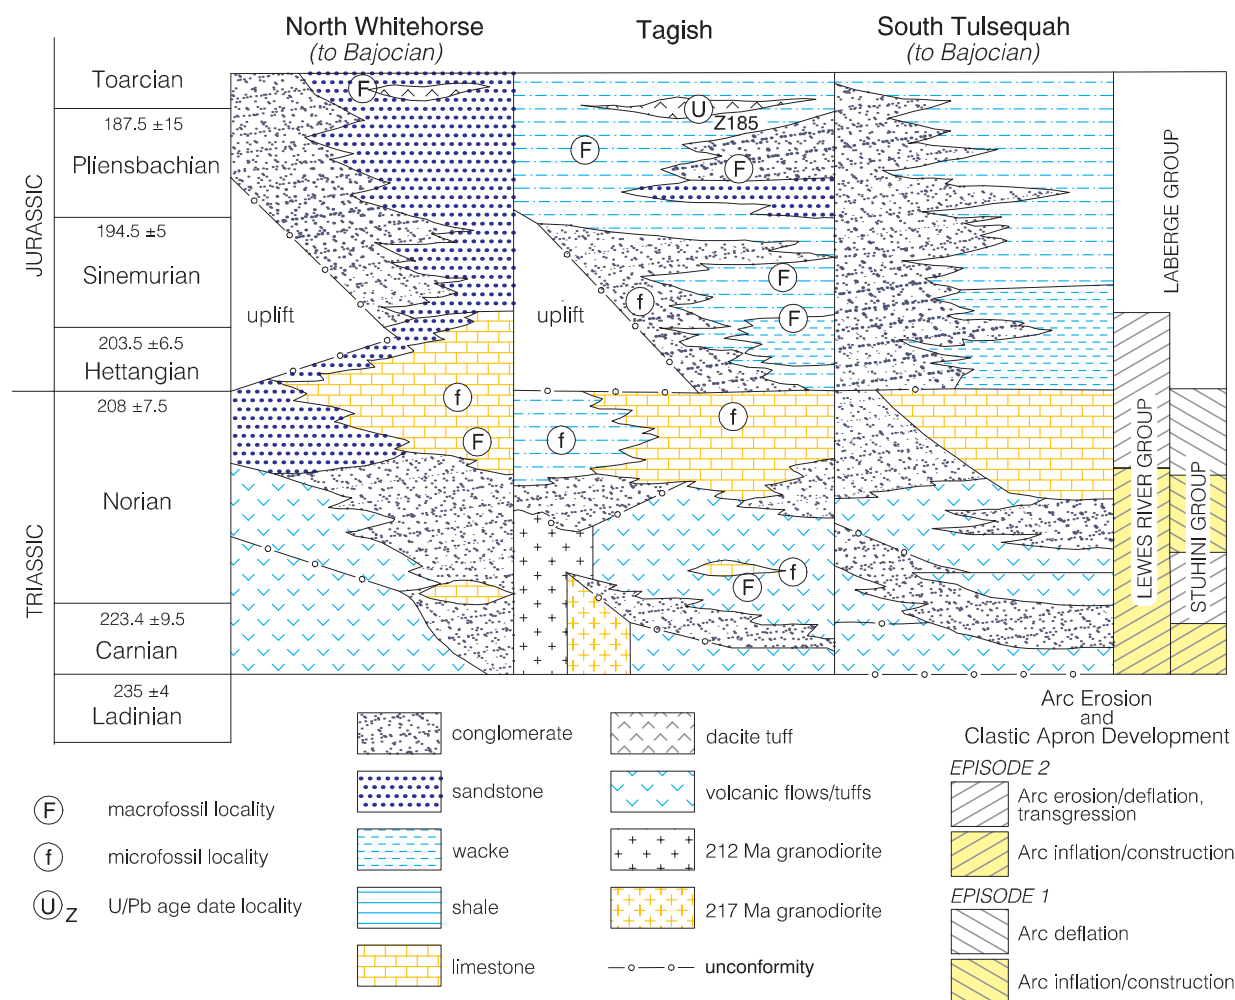 North Whitehorse
(to Bajocian)
Tagish
South Tulsequah
(to Bajocian)
JURASSIC
TRIASSIC
Toarcian
187.5 ±15
Pliensbachian
194.5 ±5
Sinemurian
203.5 ±6.5
Hettangian
208 ±7.5
Norian
223.4 ±9.5
Carnian
235 ±4
Ladinian
F
uplift
f
F
U
Z185
F
F
F
f
F
uplift
f
f
f
F
LABERGE GROUP
LEWES RIVER GROUP
STUHINI GROUP
F macrofossil locality
f microfossil locality
U Z U/Pb age date locality
conglomerate
sandstone
wacke
shale
limestone
dacite tuff
volcanic flows/tuffs
212 Ma granodiorite
217 Ma granodiorite
unconformity
Arc Erosion
and
Clastic Apron Development
EPISODE 2
Arc erosion/deflation,
transgression
Arc inflation/construction
EPISODE 1
Arc deflation
Arc inflation/construction